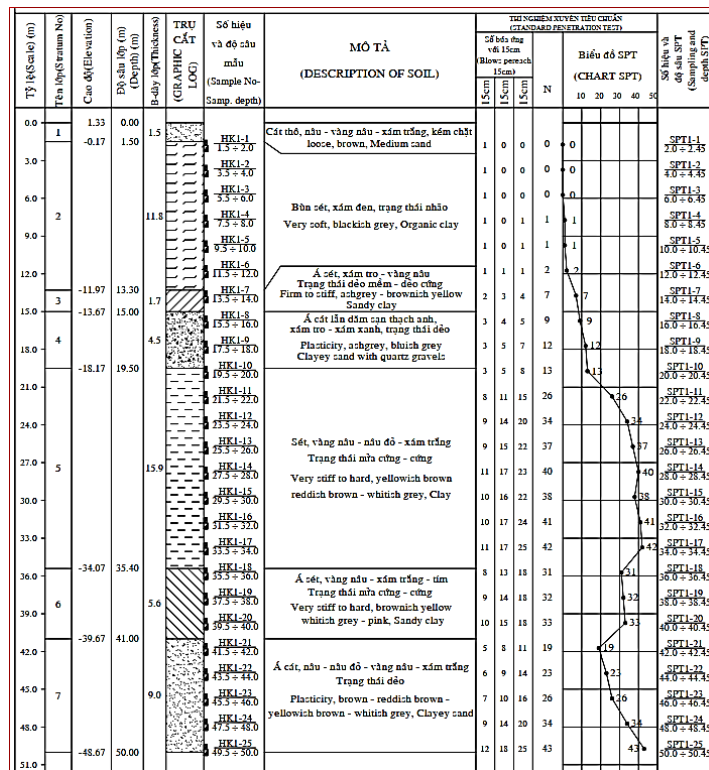 Tỷ lệ(Scale) (m)
Tên lớp(Stratum No)
Cao độ(Elevation)
Độ sâu lớp (m)
(Depth) (m)
B-dày lớp(Thickness)
TRỤ
CẮT
(GRAPHIC
LOG)
Số hiệu
và độ sâu
mẫu
(Sample No-
Samp. depth)
MÔ TẢ
(DESCRIPTION OF SOIL)
THÍ NGHIỆM XUYÊN TIÊU CHUẨN
(STANDARD PENETRATION TEST)
Số búa ứng
với 15cm
(Blows pereach
15cm)
15cm 15cm 15cm N
Biểu đồ SPT
(CHART SPT)
0 10 20 30 40 50
Số hiệu và
độ sâu SPT
(Sampling and
depth SPT)
0.0
3.0
6.0
9.0
12.0
15.0
18.0
21.0
24.0
27.0
30.0
33.0
36.0
39.0
42.0
45.0
48.0
51.0
1.33 0.00
1 -0.17 1.50 1.5
2 -11.97 13.30 11.8
3 -13.67 15.00 1.7
4 -18.17 19.50 4.5
5 -34.07 35.40 15.9
6 -39.67 41.00 5.6
7 -48.67 50.00 9.0
HK1-1
1.5 ÷ 2.0
HK1-2
3.5 ÷ 4.0
HK1-3
5.5 ÷ 6.0
HK1-4
7.5 ÷ 8.0
HK1-5
9.5 ÷ 10.0
HK1-6
11.5 ÷ 12.0
HK1-7
13.5 ÷ 14.0
HK1-8
15.5 ÷ 16.0
HK1-9
17.5 ÷ 18.0
HK1-10
19.5 ÷ 20.0
HK1-11
21.5 ÷ 22.0
HK1-12
23.5 ÷ 24.0
HK1-13
25.5 ÷ 26.0
HK1-14
27.5 ÷ 28.0
HK1-15
29.5 ÷ 30.0
HK1-16
31.5 ÷ 32.0
HK1-17
33.5 ÷ 34.0
HK1-18
35.5 ÷ 36.0
HK1-19
37.5 ÷ 38.0
HK1-20
39.5 ÷ 40.0
HK1-21
41.5 ÷ 42.0
HK1-22
43.5 ÷ 44.0
HK1-23
45.5 ÷ 46.0
HK1-24
47.5 ÷ 48.0
HK1-25
49.5 ÷ 50.0
Cát thô, nâu - vàng nâu - xám trắng, kém chặt
loose, brown, Medium sand
Bùn sét, xám đen, trạng thái nhão
Very soft, blackish grey, Organic clay
Á sét, xám tro - vàng nâu
Trạng thái dẻo mềm - dẻo cứng
Firm to stiff, ashgrey - brownish yellow
Sandy clay
Á cát lẫn dăm sạn thạch anh,
xám tro - xám xanh, trạng thái dẻo
Plasticity, ashgrey, bluish grey
Clayey sand with quartz gravels
Sét, vàng nâu - nâu đỏ - xám trắng
Trạng thái nửa cứng - cứng
Very stiff to hard, yellowish brown
reddish brown - whitish grey, Clay
Á sét, vàng nâu - xám trắng - tím
Trạng thái nửa cứng - cứng
Very stiff to hard, brownish yellow
whitish grey - pink, Sandy clay
Á cát, nâu - nâu đỏ - vàng nâu - xám trắng
Trạng thái dẻo
Plasticity, brown - reddish brown -
yellowish brown - whitish grey, Clayey sand
1 0 0 0 0
1 0 0 0 0
1 0 0 0 0
1 0 1 1 1
1 0 1 1 1
1 1 1 2 2
2 3 4 7 7
3 4 5 9 9
3 5 7 12 12
3 5 8 13 13
8 11 15 26 26
9 14 20 34 34
9 15 22 37 37
11 17 23 40 40
10 16 22 38 38
10 17 24 41 41
11 17 25 42 42
8 13 18 31 31
9 14 18 32 32
10 15 18 33 33
5 8 11 19 19
6 9 14 23 23
7 10 16 26 26
9 14 20 34 34
12 18 25 43 43
SPT1-1
2.0 ÷ 2.45
SPT1-2
4.0 ÷ 4.45
SPT1-3
6.0 ÷ 6.45
SPT1-4
8.0 ÷ 8.45
SPT1-5
10.0 ÷ 10.45
SPT1-6
12.0 ÷ 12.45
SPT1-7
14.0 ÷ 14.45
SPT1-8
16.0 ÷ 16.45
SPT1-9
18.0 ÷ 18.45
SPT1-10
20.0 ÷ 20.45
SPT1-11
22.0 ÷ 22.45
SPT1-12
24.0 ÷ 24.45
SPT1-13
26.0 ÷ 26.45
SPT1-14
28.0 ÷ 28.45
SPT1-15
30.0 ÷ 30.45
SPT1-16
32.0 ÷ 32.45
SPT1-17
34.0 ÷ 34.45
SPT1-18
36.0 ÷ 36.45
SPT1-19
38.0 ÷ 38.45
SPT1-20
40.0 ÷ 40.45
SPT1-21
42.0 ÷ 42.45
SPT1-22
44.0 ÷ 44.45
SPT1-23
46.0 ÷ 46.45
SPT1-24
48.0 ÷ 48.45
SPT1-25
50.0 ÷ 50.45